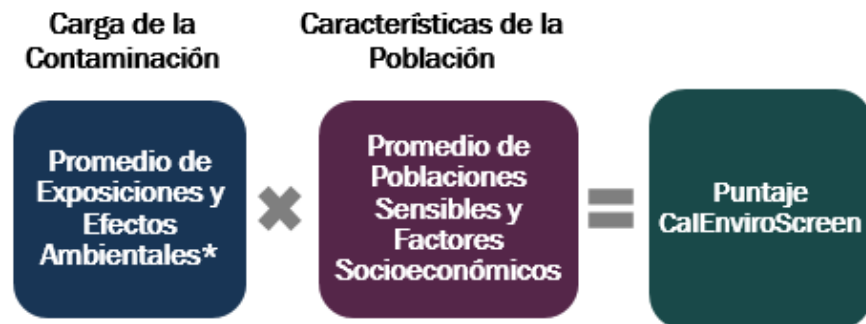 Carga de la
Contaminación
Características de la
Población
Promedio de
Exposiciones y
Efectos
Ambientales*
Promedio de
Poblaciones
Sensibles y
Factores
Socioeconómicos
Puntaje
CalEnviroScreen